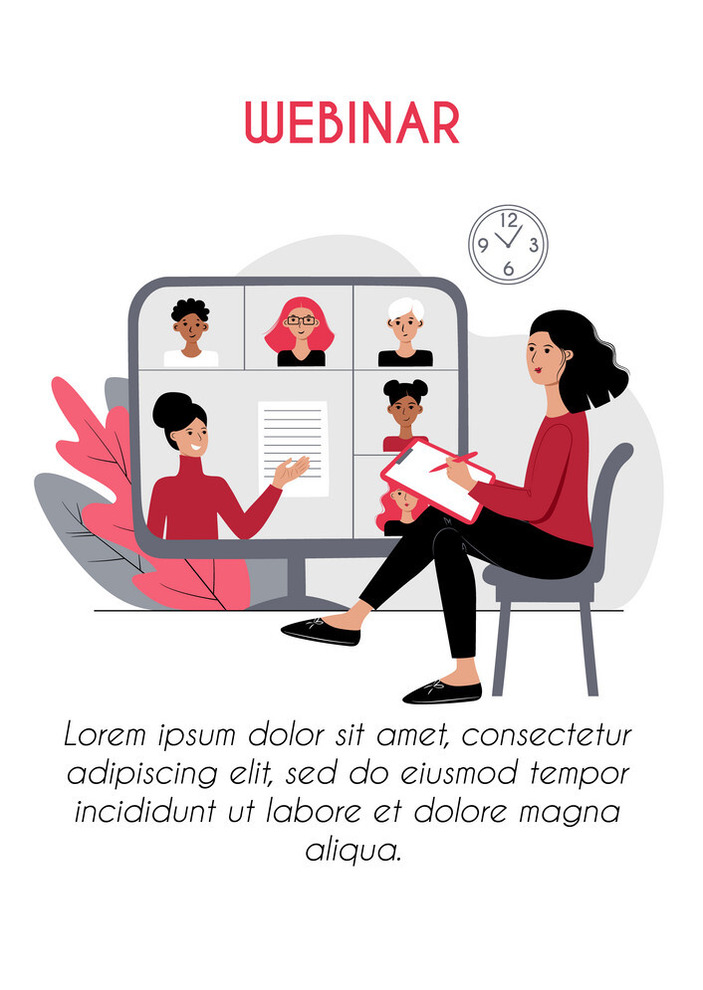 WEBINAR
12
9 3
6
Lorem ipsum dolor sit amet, consectetur
adipiscing elit, sed do eiusmod tempor
incididunt ut labore et dolore magna
aliqua.